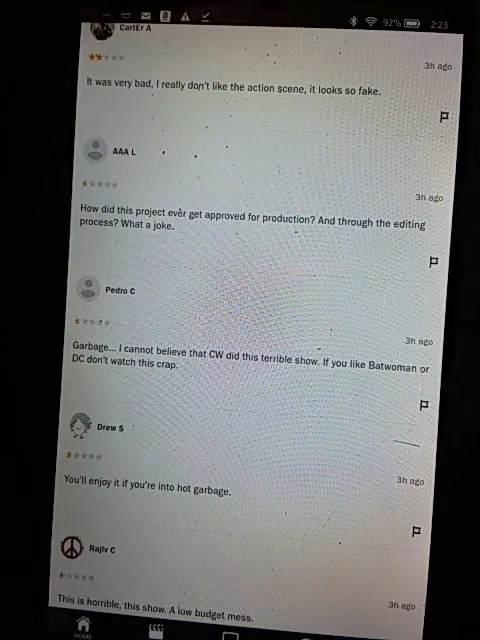 92% 2:23
CartEr A
3h ago
It was very bad, I really don't like the action scene, it looks so fake.
AAA L
3h ago
How did this project ever get approved for production? And through the editing
process? What a joke.
Pedro C
3h ago
Garbage... I cannot believe that CW did this terrible show. If you like Batwoman or
DC don't watch this crap.
Drew S
3h ago
You'll enjoy it if you're into hot garbage.
Rajiv C
3h ago
This is horrible, this show. A low budget mess.
HOME